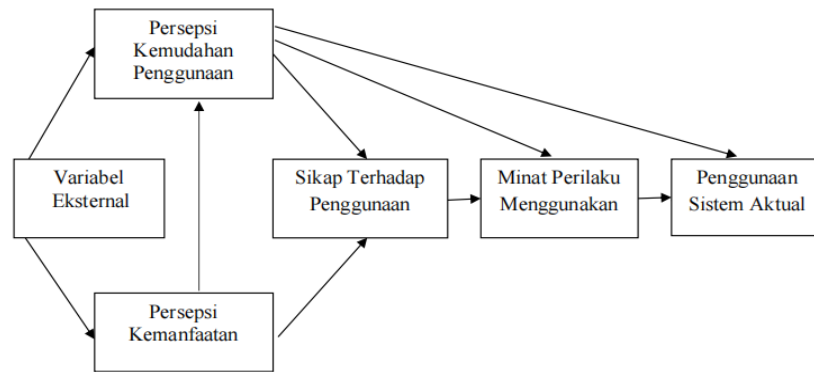 Persepsi
Kemudahan
Penggunaan
Variabel
Eksternal
Sikap Terhadap
Penggunaan
Minat Perilaku
Menggunakan
Penggunaan
Sistem Aktual
Persepsi
Kemanfaatan